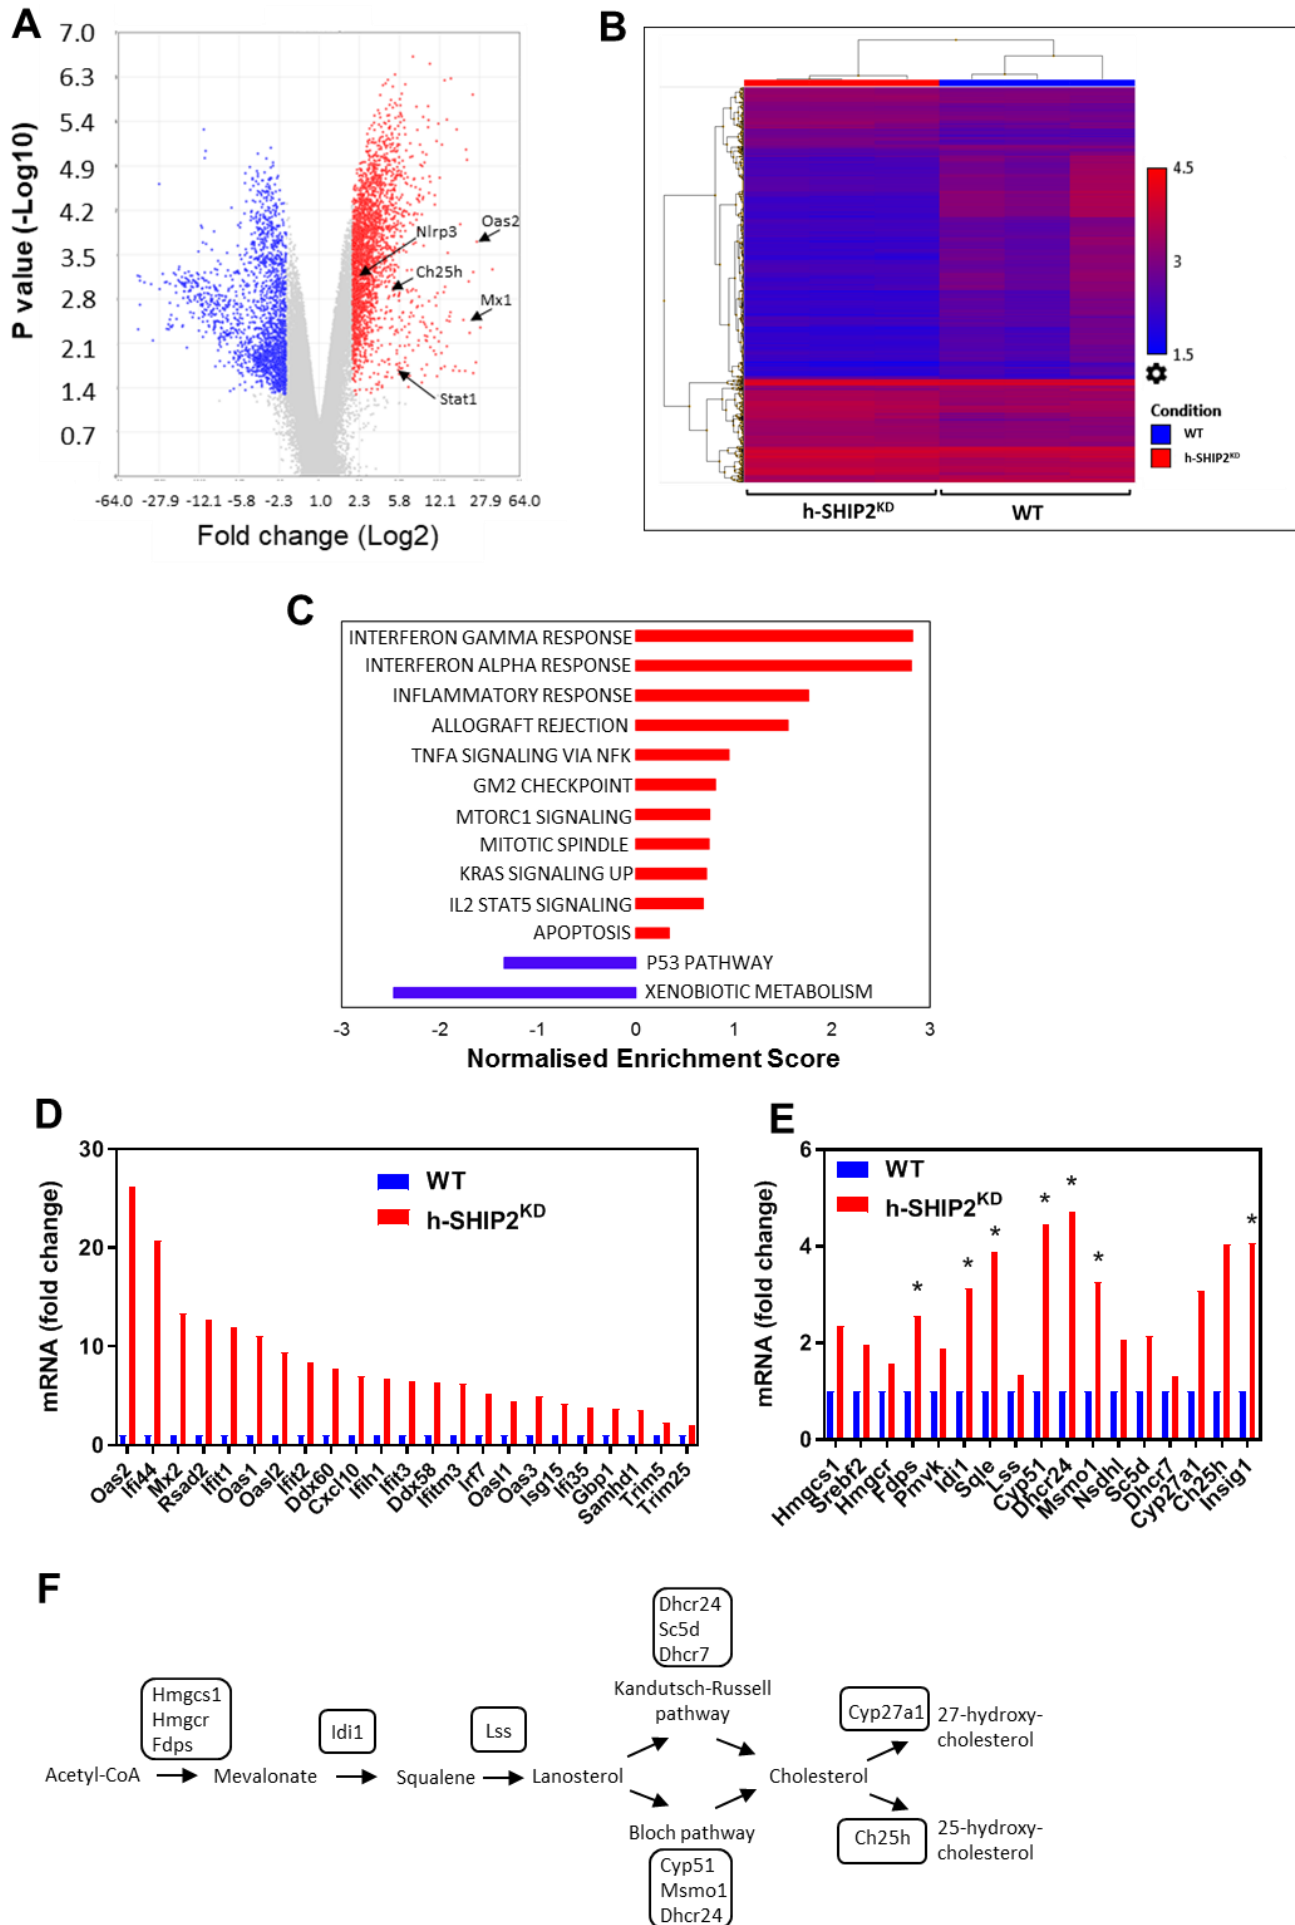 A
7.0
6.3
5.4
4.9
4.2
3.5
2.8
2.1
1.4
0.7
P value (-Log10)
Nlrp3
Oas2
Ch25h
Mx1
Stat1
-64.0 -27.9 -12.1 -5.8 -2.3 1.0 2.3 5.8 12.1 27.9 64.0
Fold change (Log2)
B
4.5
3
1.5
Condition
WT
h-SHIP2KD
h-SHIP2KD WT
C
INTERFERON GAMMA RESPONSE
INTERFERON ALPHA RESPONSE
INFLAMMATORY RESPONSE
ALLOGRAFT REJECTION
TNFA SIGNALING VIA NFK
GM2 CHECKPOINT
MTORC1 SIGNALING
MITOTIC SPINDLE
KRAS SIGNALING UP
IL2 STAT5 SIGNALING
APOPTOSIS
P53 PATHWAY
XENOBIOTIC METABOLISM
-3 -2 -1 0 1 2 3
Normalised Enrichment Score
D
30
20
10
0
mRNA (fold change)
WT
h-SHIP2KD
Oas2
Ifi44
Mx2
Rsad2
Ifit1
Oas1
Oasl2
Ifit2
Ddx60
Cxcl10
Ifih1
Ifit3
Ddx58
Ifitm3
Irf7
Oasl1
Oas3
Isg15
Ifi35
Gbp1
Samhd1
Trim5
Trim25
E
6
4
2
0
mRNA (fold change)
WT
h-SHIP2KD
* * * * * * *
Hmgcs1
Srebf2
Hmgcr
Fdps
Pmvk
Idi1
Sqle
Lss
Cyp51
Dhcr24
Msmo1
Nsdhl
Sc5d
Dhcr7
Cyp27a1
Ch25h
Insig1
F
Dhcr24
Sc5d
Dhcr7
Kandutsch-Russell
pathway
Hmgcs1
Hmgcr
Fdps
Idi1
Lss
Cyp27a1
27-hydroxy-
cholesterol
Acetyl-CoA Mevalonate Squalene Lanosterol Cholesterol
Bloch pathway
Cyp51
Msmo1
Dhcr24
Ch25h
25-hydroxy-
cholesterol